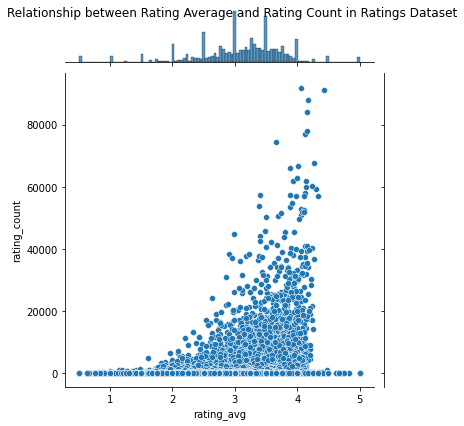 Relationship between Rating Average and Rating Count in Ratings Dataset
80000
60000
40000
20000
0
rating_count
1 2 3 4 5
rating_avg